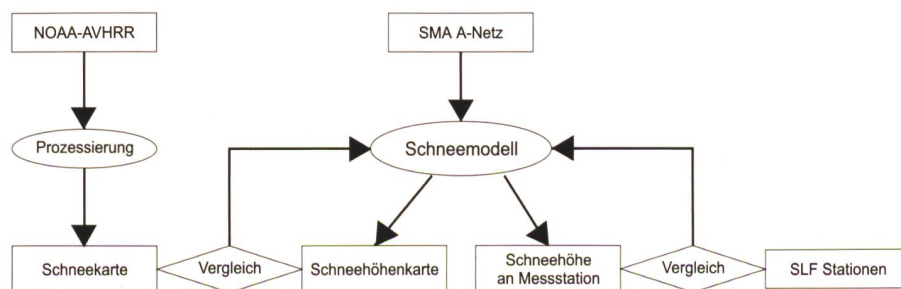 NOAA-AVHRR
SMA A-Netz
Prozessierung
Schneemodell
Schneekarte
Vergleich
Schneehöhenkarte
Schneehöhe
an Messstation
Vergleich
SLF Stationen